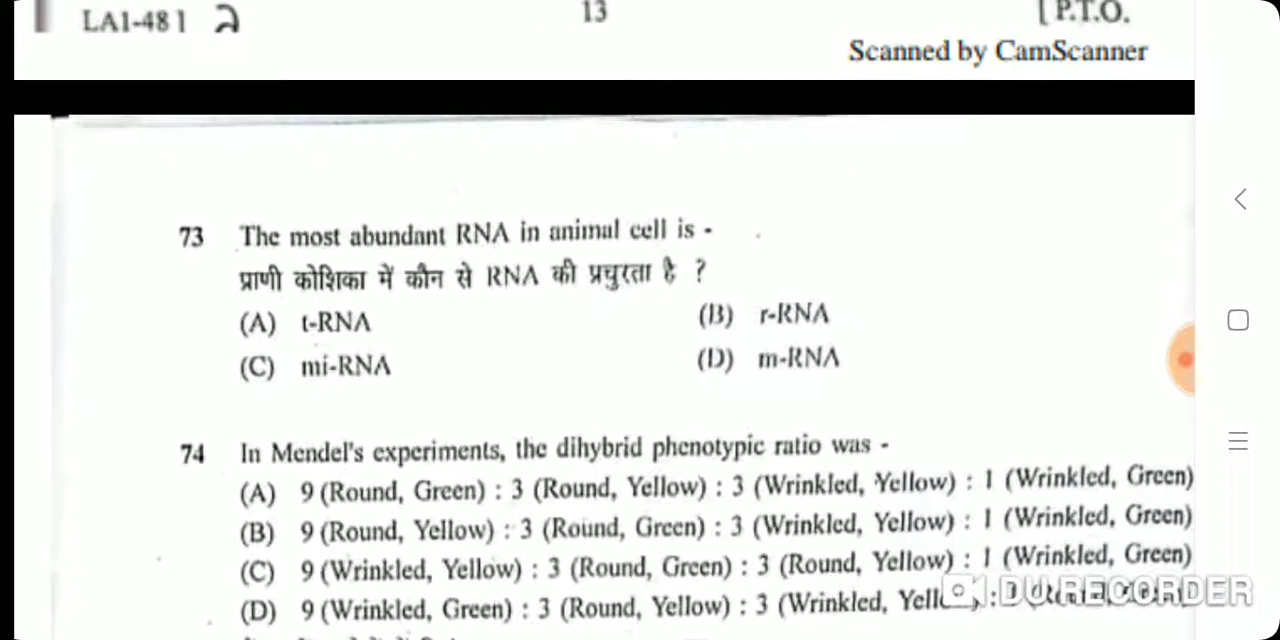 LA1-48] २
13
[ P.T.O.
Scanned by CamScanner
73 The most abundant RNA in animal cell is -
प्राणी कोशिका में कौन से RNA की प्रचुरता है ?
(A) t-RNA (B) r-RNA
(C) mi-RNA (D) m-RNA
74 In Mendel's experiments, the dihybrid phenotypic ratio was -
(A) 9 (Round, Green) : 3 (Round, Yellow) : 3 (Wrinkled, Yellow) : 1 (Wrinkled, Green)
(B) 9 (Round, Yellow) : 3 (Round, Green) : 3 (Wrinkled, Yellow) : 1 (Wrinkled, Green)
(C) 9 (Wrinkled, Yellow) : 3 (Round, Green) : 3 (Round, Yellow) : 1 (Wrinkled, Green)
(D) 9 (Wrinkled, Green) : 3 (Round, Yellow) : 3 (Wrinkled,
DU RECORDER